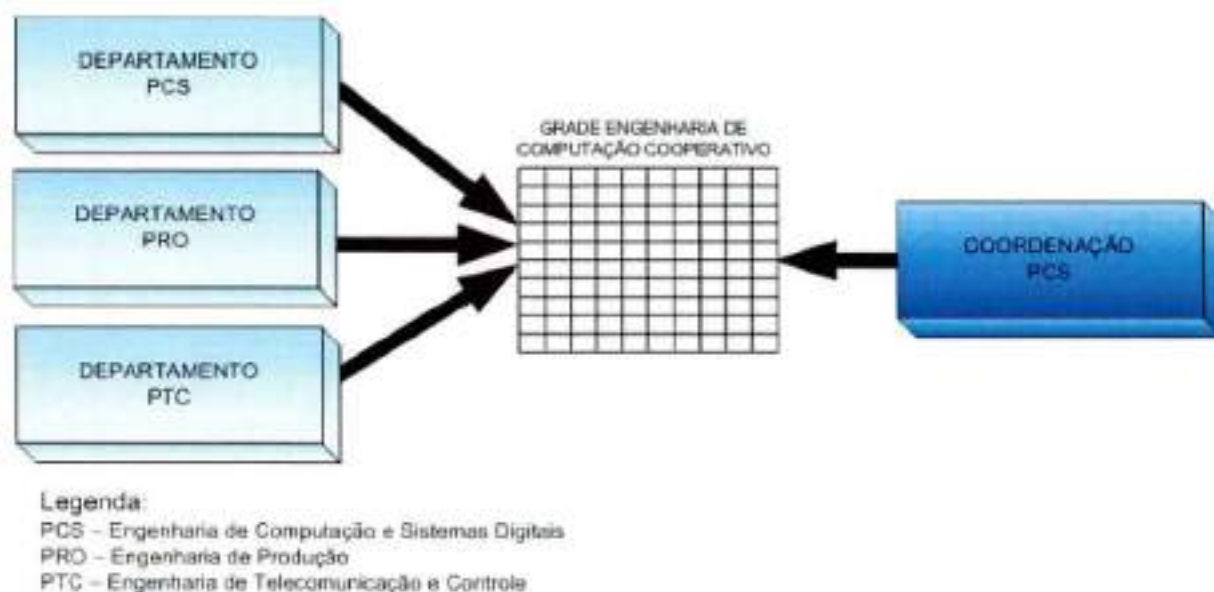 DEPARTAMENTO
PCS
DEPARTAMENTO
PRO
DEPARTAMENTO
PTC
GRADE ENGENHARIA DE
COMPUTAÇÃO COOPERATIVO
COORDENAÇÃO
PCS
Legenda:
PCS – Engenharia de Computação e Sistemas Digitais
PRO – Engenharia de Produção
PTC – Engenharia de Telecomunicação e Controle